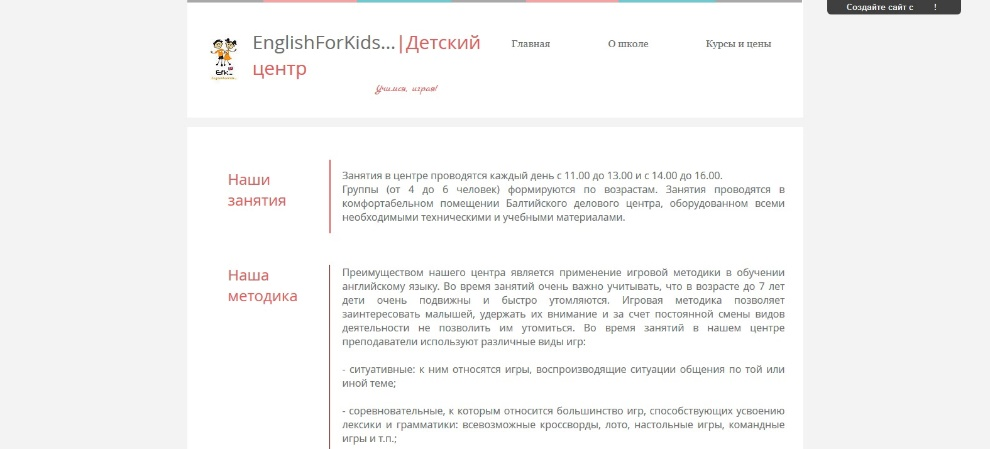 Создайте сайт с !
EnglishForKids...|Детский
центр
Учимся, играя!
Главная
О школе
Курсы и цены
Наши
занятия
Занятия в центре проводятся каждый день с 11.00 до 13.00 и с 14.00 до 16.00.
Группы (от 4 до 6 человек) формируются по возрастам. Занятия проводятся в
комфортабельном помещении Балтийского делового центра, оборудованном всеми
необходимыми техническими и учебными материалами.
Наша
методика
Преимуществом нашего центра является применение игровой методики в обучении
английскому языку. Во время занятий очень важно учитывать, что в возрасте до 7 лет
дети очень подвижны и быстро утомляются. Игровая методика позволяет
заинтересовать малышей, удержать их внимание и за счет постоянной смены видов
деятельности не позволить им утомиться. Во время занятий в нашем центре
преподаватели используют различные виды игр:
- ситуативные: к ним относятся игры, воспроизводящие ситуации общения по той или
иной теме;
- соревновательные, к которым относится большинство игр, способствующих усвоению
лексики и грамматики: всевозможные кроссворды, лото, настольные игры, командные
игры и т.п.;